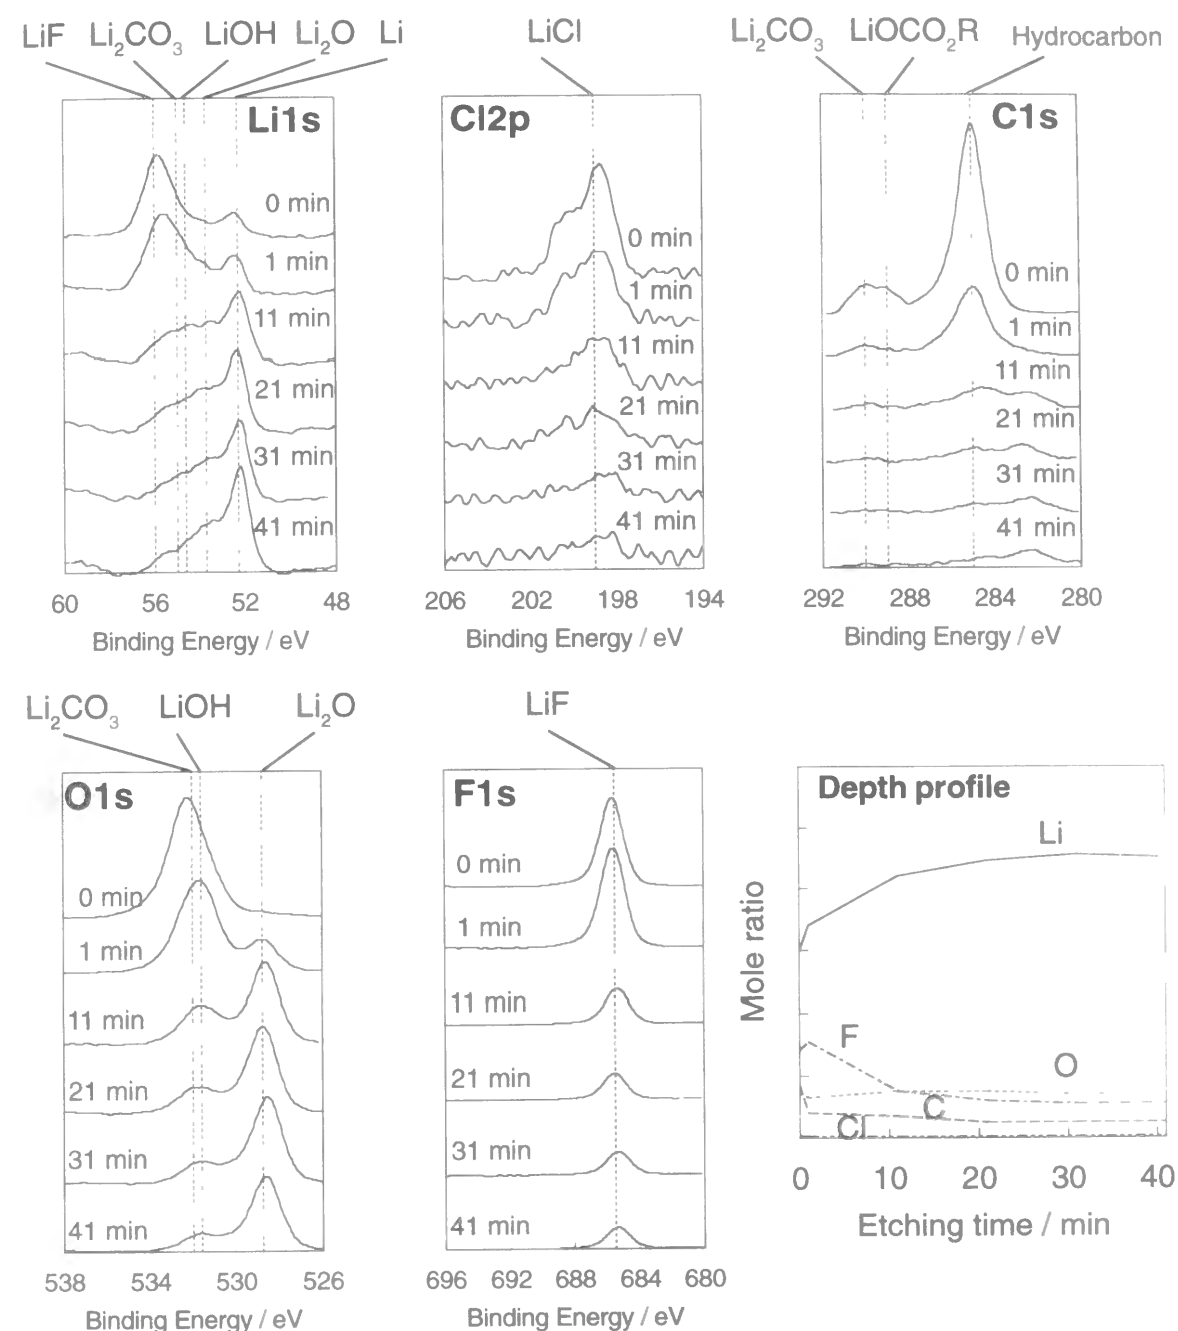 LiF Li₂CO₃ LiOH Li₂O Li
Li1s
0 min
1 min
11 min
21 min
31 min
41 min
60 56 52 48
Binding Energy / eV
LiCl
Cl2p
0 min
1 min
11 min
21 min
31 min
41 min
206 202 198 194
Binding Energy / eV
Li₂CO₃ LiOCO₂R Hydrocarbon
C1s
0 min
1 min
11 min
21 min
31 min
41 min
292 288 284 280
Binding Energy / eV
Li₂CO₃ LiOH Li₂O
O1s
0 min
1 min
11 min
21 min
31 min
41 min
538 534 530 526
Binding Energy / eV
LiF
F1s
0 min
1 min
11 min
21 min
31 min
41 min
696 692 688 684 680
Binding Energy / eV
Depth profile
Li
Mole ratio
F
O
C
Cl
0 10 20 30 40
Etching time / min